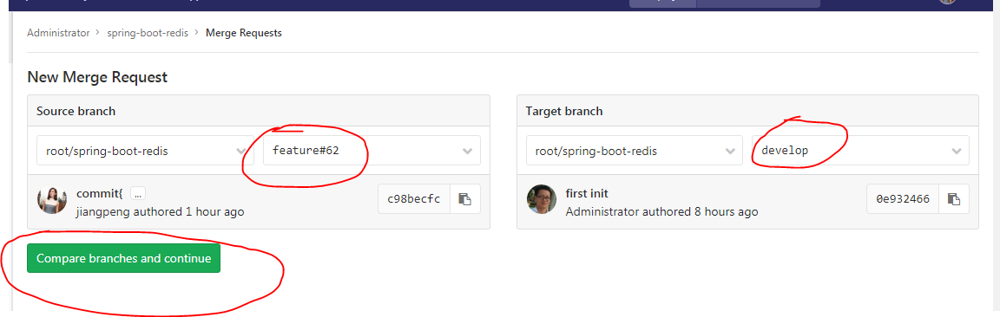 Administrator > spring-boot-redis > Merge Requests
New Merge Request
Source branch
root/spring-boot-redis feature#62
commit{ ...
jiangpeng authored 1 hour ago
c98becfc
Target branch
root/spring-boot-redis develop
first init
Administrator authored 8 hours ago
0e932466
Compare branches and continue